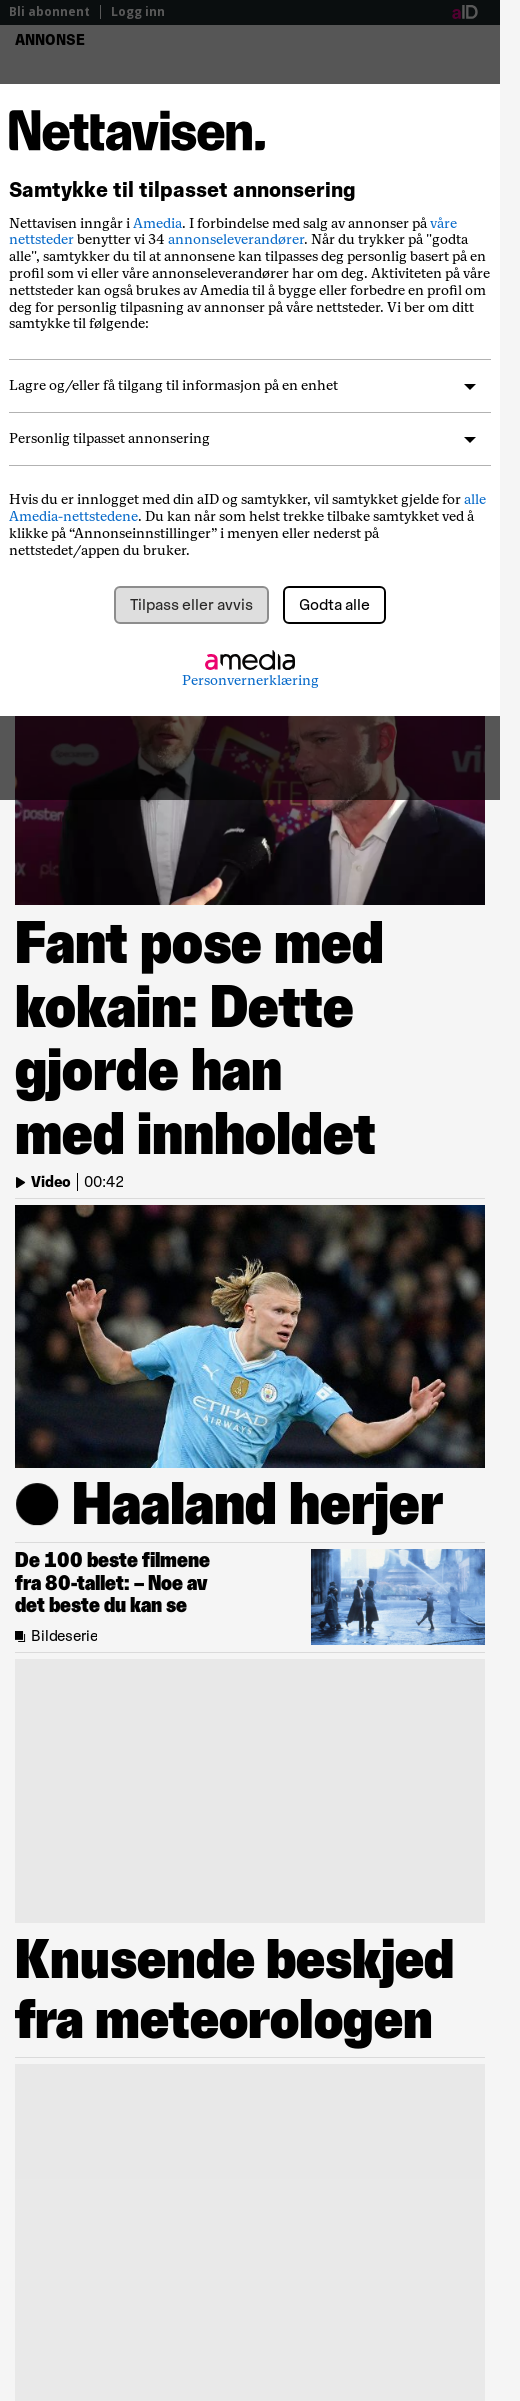 Bli abonnent | Logg inn
aID
ANNONSE
Nettavisen.
Samtykke til tilpasset annonsering
Nettavisen inngår i Amedia. I forbindelse med salg av annonser på våre
nettsteder benytter vi 34 annonseleverandører. Når du trykker på "godta
alle", samtykker du til at annonsene kan tilpasses deg personlig basert på en
profil som vi eller våre annonseleverandører har om deg. Aktiviteten på våre
nettsteder kan også brukes av Amedia til å bygge eller forbedre en profil om
deg for personlig tilpasning av annonser på våre nettsteder. Vi ber om ditt
samtykke til følgende:
Lagre og/eller få tilgang til informasjon på en enhet
Personlig tilpasset annonsering
Hvis du er innlogget med din aID og samtykker, vil samtykket gjelde for alle
Amedia-nettstedene. Du kan når som helst trekke tilbake samtykket ved å
klikke på “Annonseinnstillinger” i menyen eller nederst på
nettstedet/appen du bruker.
Tilpass eller avvis
Godta alle
amedia
Personvernerklæring
posten
Fant pose med
kokain: Dette
gjorde han
med innholdet
Video | 00:42
ETIHAD
AIRWAYS
Haaland herjer
De 100 beste filmene
fra 80-tallet: – Noe av
det beste du kan se
Bildeserie
Knusende beskjed
fra meteorologen